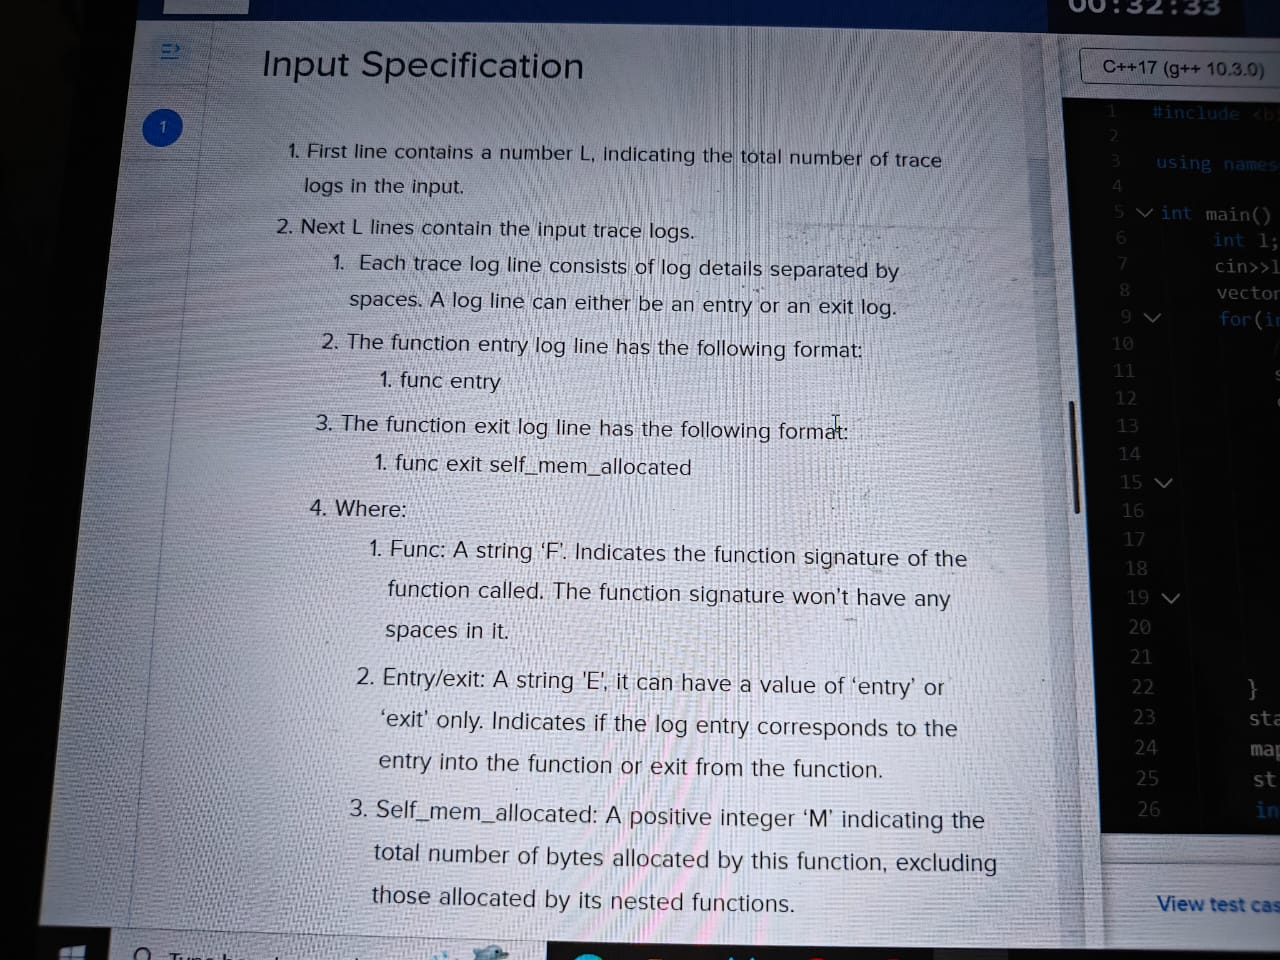 00:32:33
Input Specification
C++17 (g++ 10.3.0)
1
1. First line contains a number L, indicating the total number of trace
logs in the input.
2. Next L lines contain the input trace logs.
1. Each trace log line consists of log details separated by
spaces. A log line can either be an entry or an exit log.
2. The function entry log line has the following format:
1. func entry
3. The function exit log line has the following format:
1. func exit self_mem_allocated
4. Where:
1. Func: A string ‘F’. Indicates the function signature of the
function called. The function signature won't have any
spaces in it.
2. Entry/exit: A string 'E', it can have a value of ‘entry’ or
‘exit’ only. Indicates if the log entry corresponds to the
entry into the function or exit from the function.
3. Self_mem_allocated: A positive integer ‘M’ indicating the
total number of bytes allocated by this function, excluding
those allocated by its nested functions.
1 #include <b
2
3 using names
4
5 int main()
6 int l;
7 cin>>l
8 vector
9 for(i
10
11 s
12
13
14
15
16
17
18
19
20
21
22 }
23 sta
24 map
25 st
26 in
View test cas